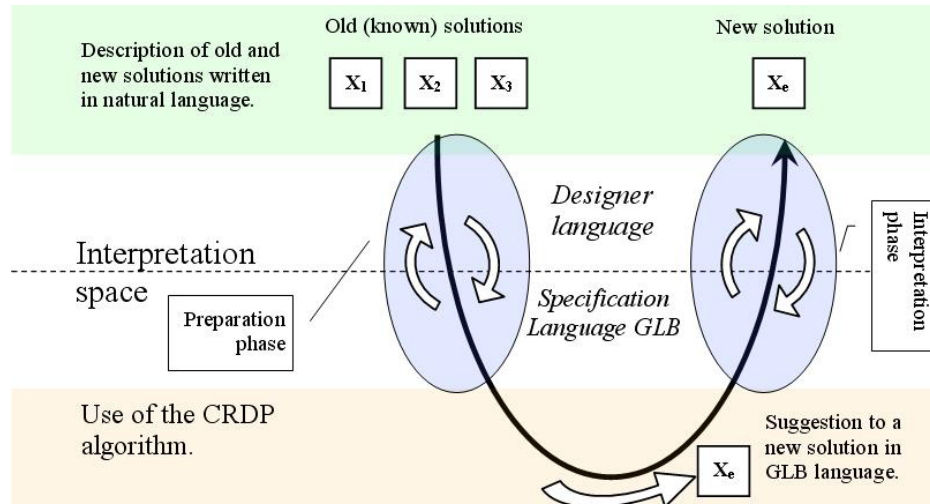 Description of old and
new solutions written
in natural language.
Old (known) solutions
X₁ X₂ X₃
New solution
Xₑ
Designer
language
Interpretation
space
Specification
Language GLB
Preparation
phase
Interpretation
phase
Use of the CRDP
algorithm.
Xₑ
Suggestion to a
new solution in
GLB language.